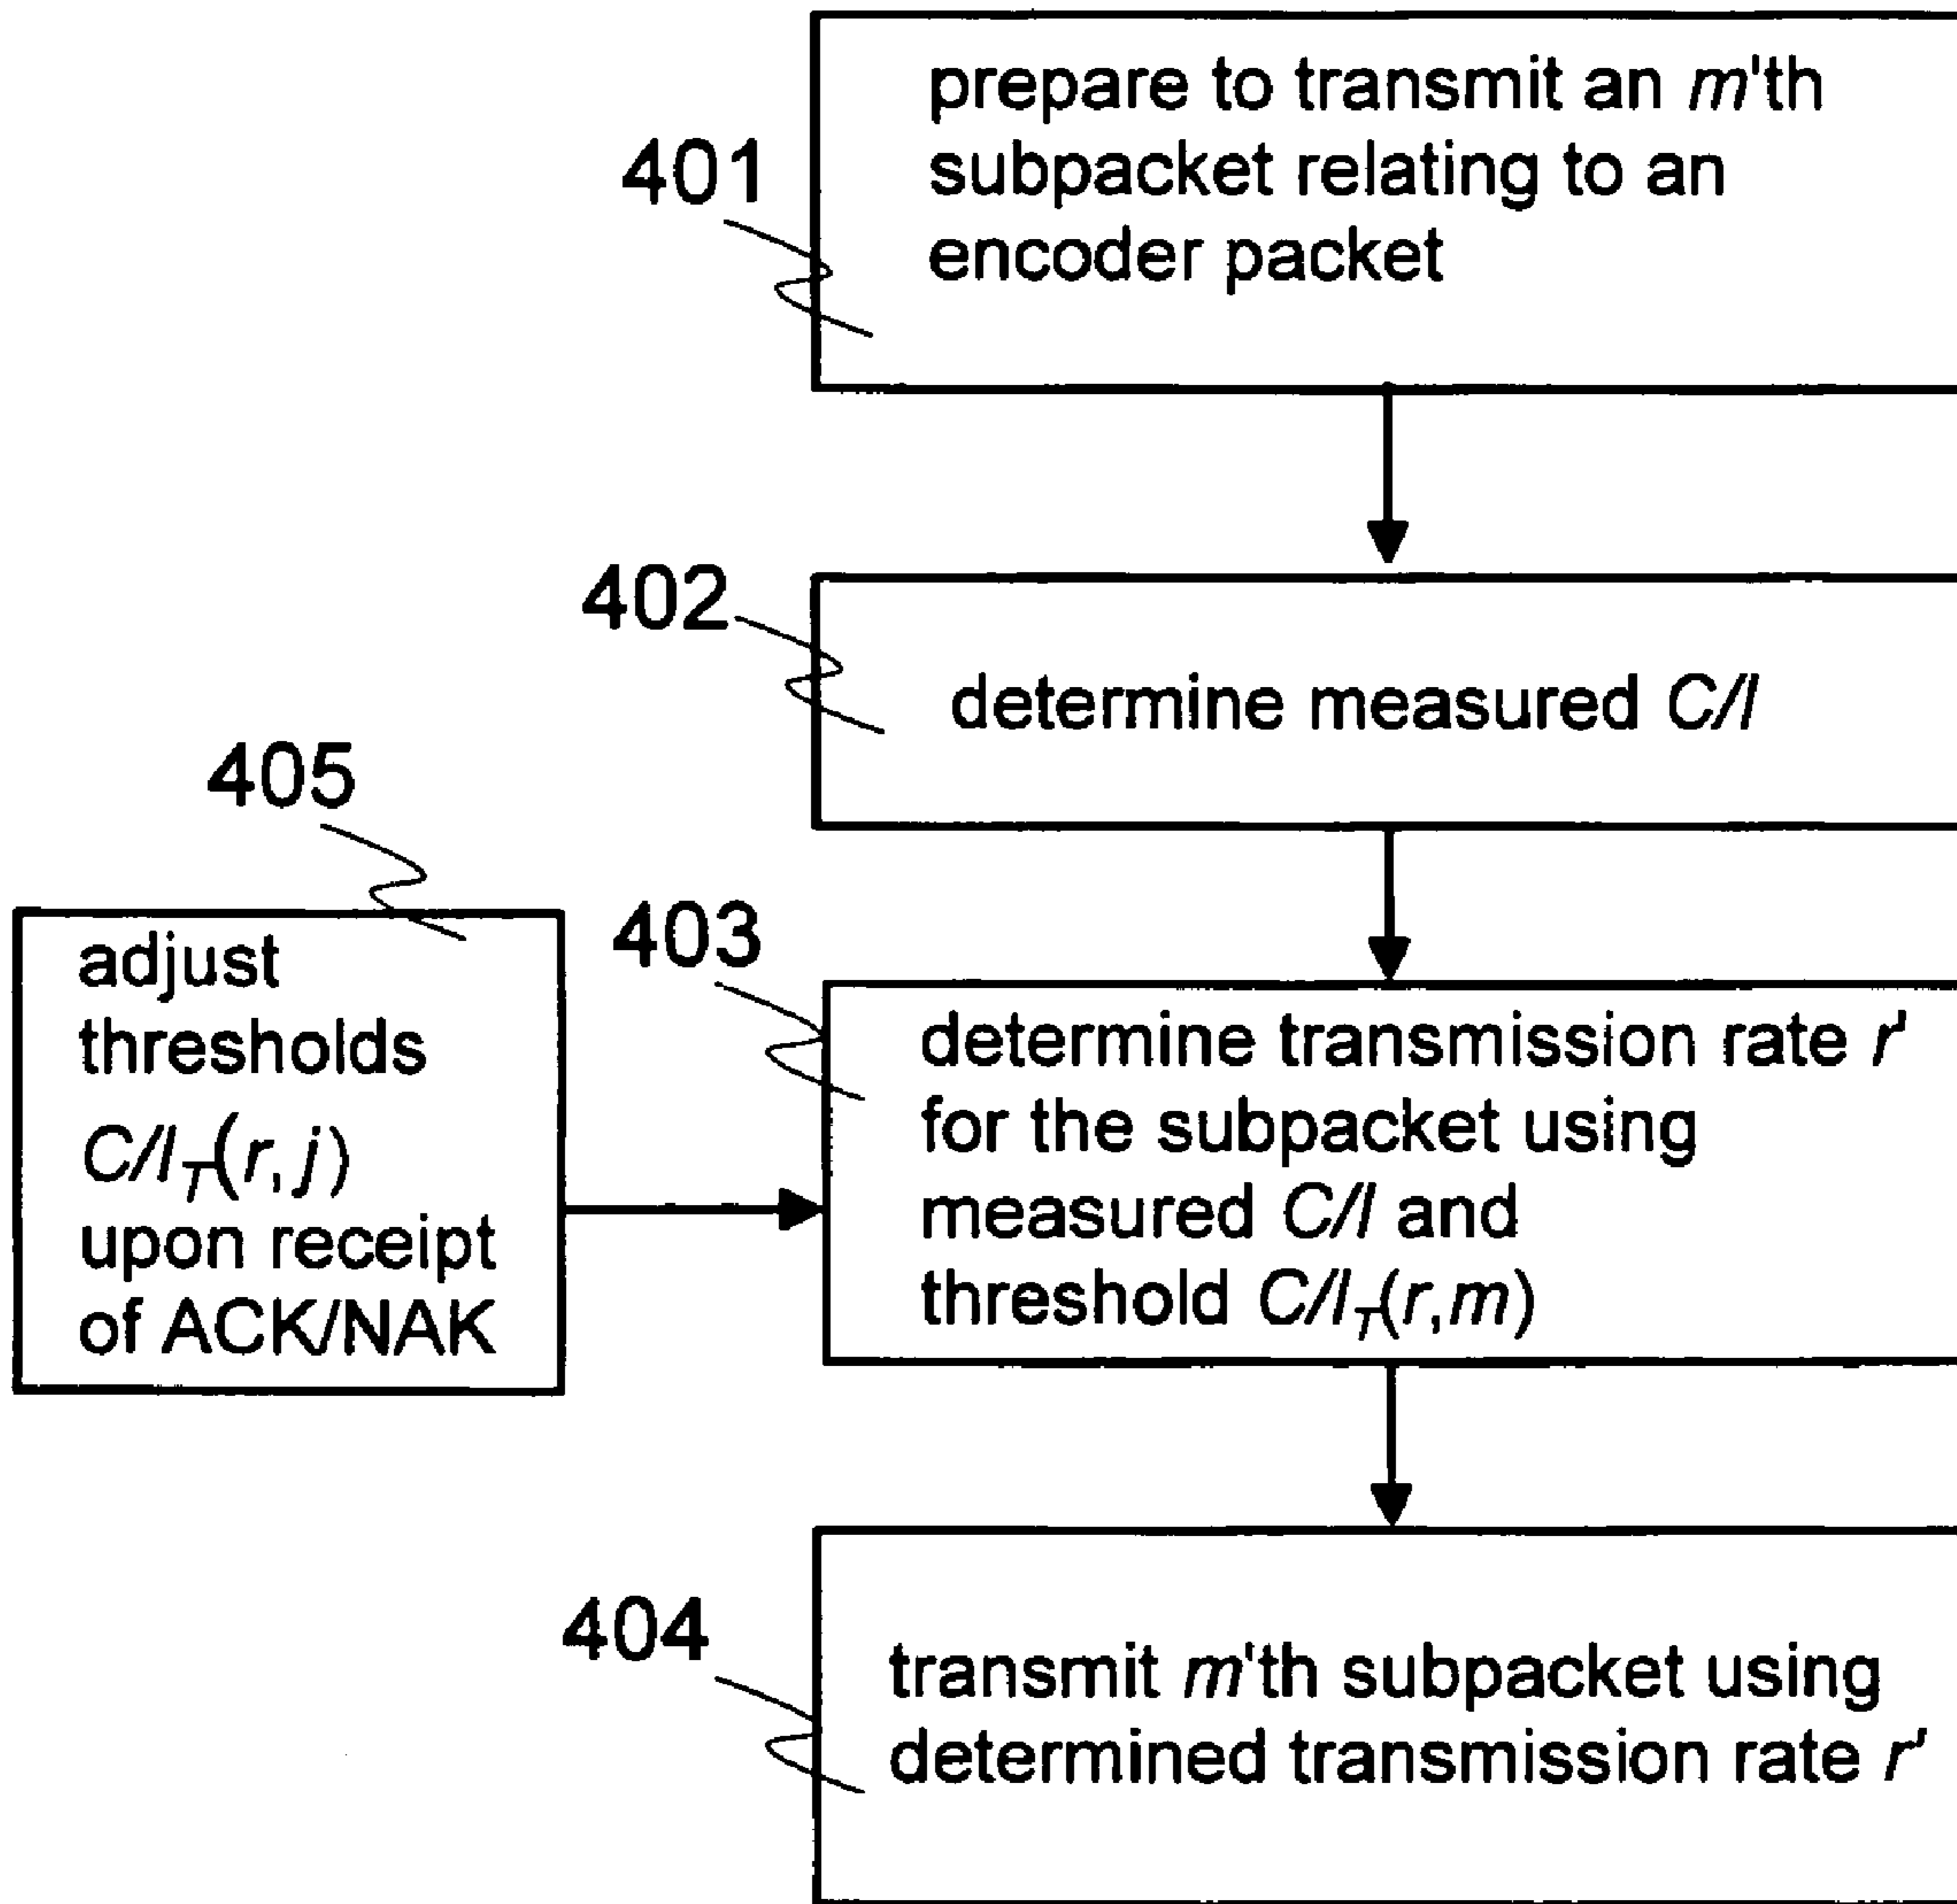 401
prepare to transmit an m'th
subpacket relating to an
encoder packet
402
determine measured C/I
405
adjust
thresholds
C/I_T(r, j)
upon receipt
of ACK/NAK
403
determine transmission rate r'
for the subpacket using
measured C/I and
threshold C/I_T(r,m)
404
transmit m'th subpacket using
determined transmission rate r'